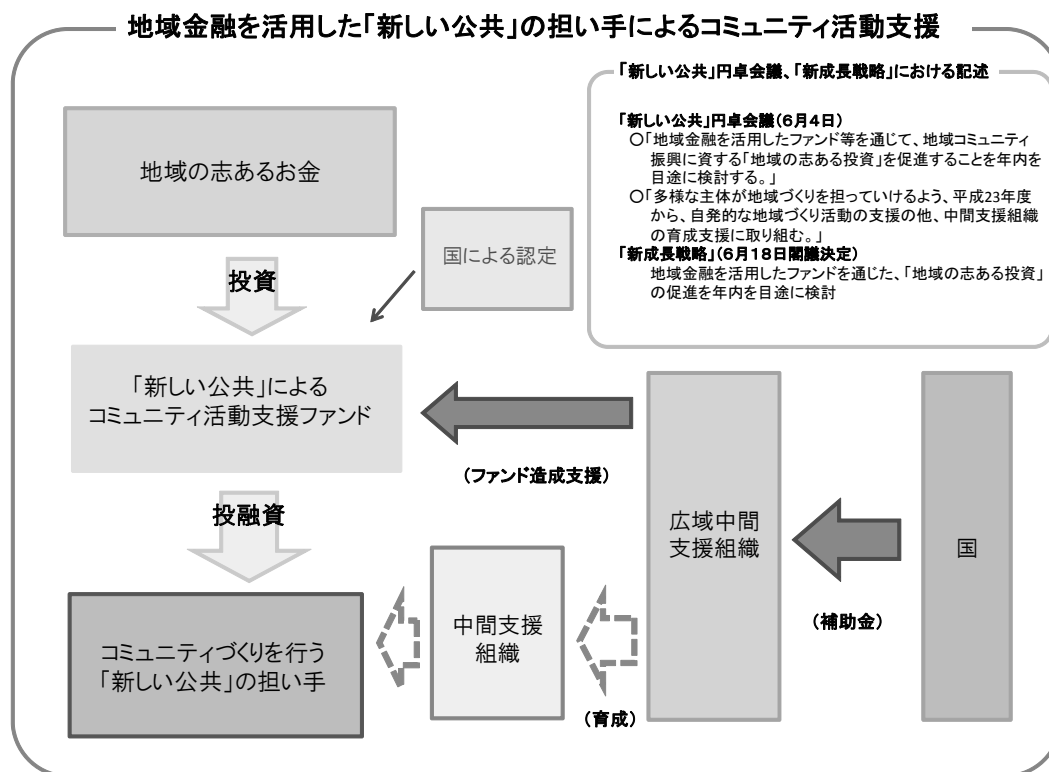 地域金融を活用した「新しい公共」の担い手によるコミュニティ活動支援
「新しい公共」円卓会議、「新成長戦略」における記述
「新しい公共」円卓会議(6月4日)
○「地域金融を活用したファンド等を通じて、地域コミュニティ
振興に資する「地域の志ある投資」を促進することを年内を
目途に検討する。」
○「多様な主体が地域づくりを担っていけるよう、平成23年度
から、自発的な地域づくり活動の支援の他、中間支援組織
の育成支援に取り組む。」
「新成長戦略」(6月18日閣議決定)
地域金融を活用したファンドを通じた、「地域の志ある投資」
の促進を年内を目途に検討
地域の志あるお金
国による認定
投資
「新しい公共」による
コミュニティ活動支援ファンド
(ファンド造成支援)
投融資
広域中間
支援組織
国
(補助金)
中間支援
組織
(育成)
コミュニティづくりを行う
「新しい公共」の担い手